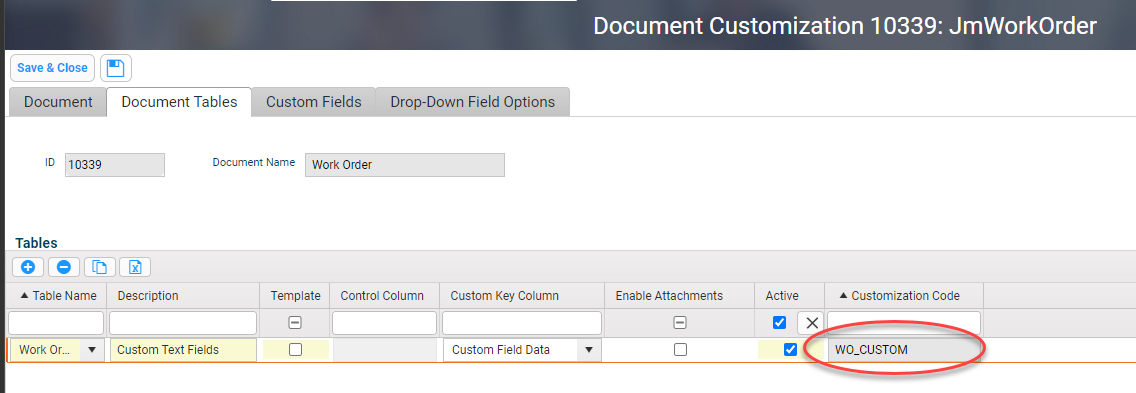 Document Customization 10339: JmWorkOrder
Save & Close
Document Document Tables Custom Fields Drop-Down Field Options
ID 10339 Document Name Work Order
Tables
Table Name Description Template Control Column Custom Key Column Enable Attachments Active Customization Code
Work Or... Custom Text Fields Custom Field Data WO_CUSTOM